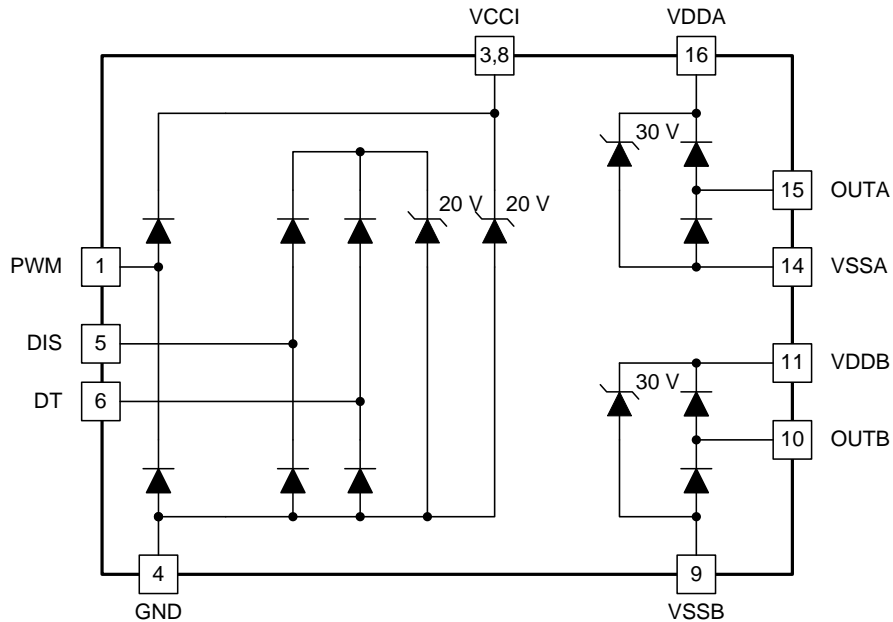 VCCI
VDDA
3,8
16
30 V
15
OUTA
20 V
20 V
PWM
1
14
VSSA
DIS
5
11
VDDB
30 V
DT
6
10
OUTB
4
9
GND
VSSB